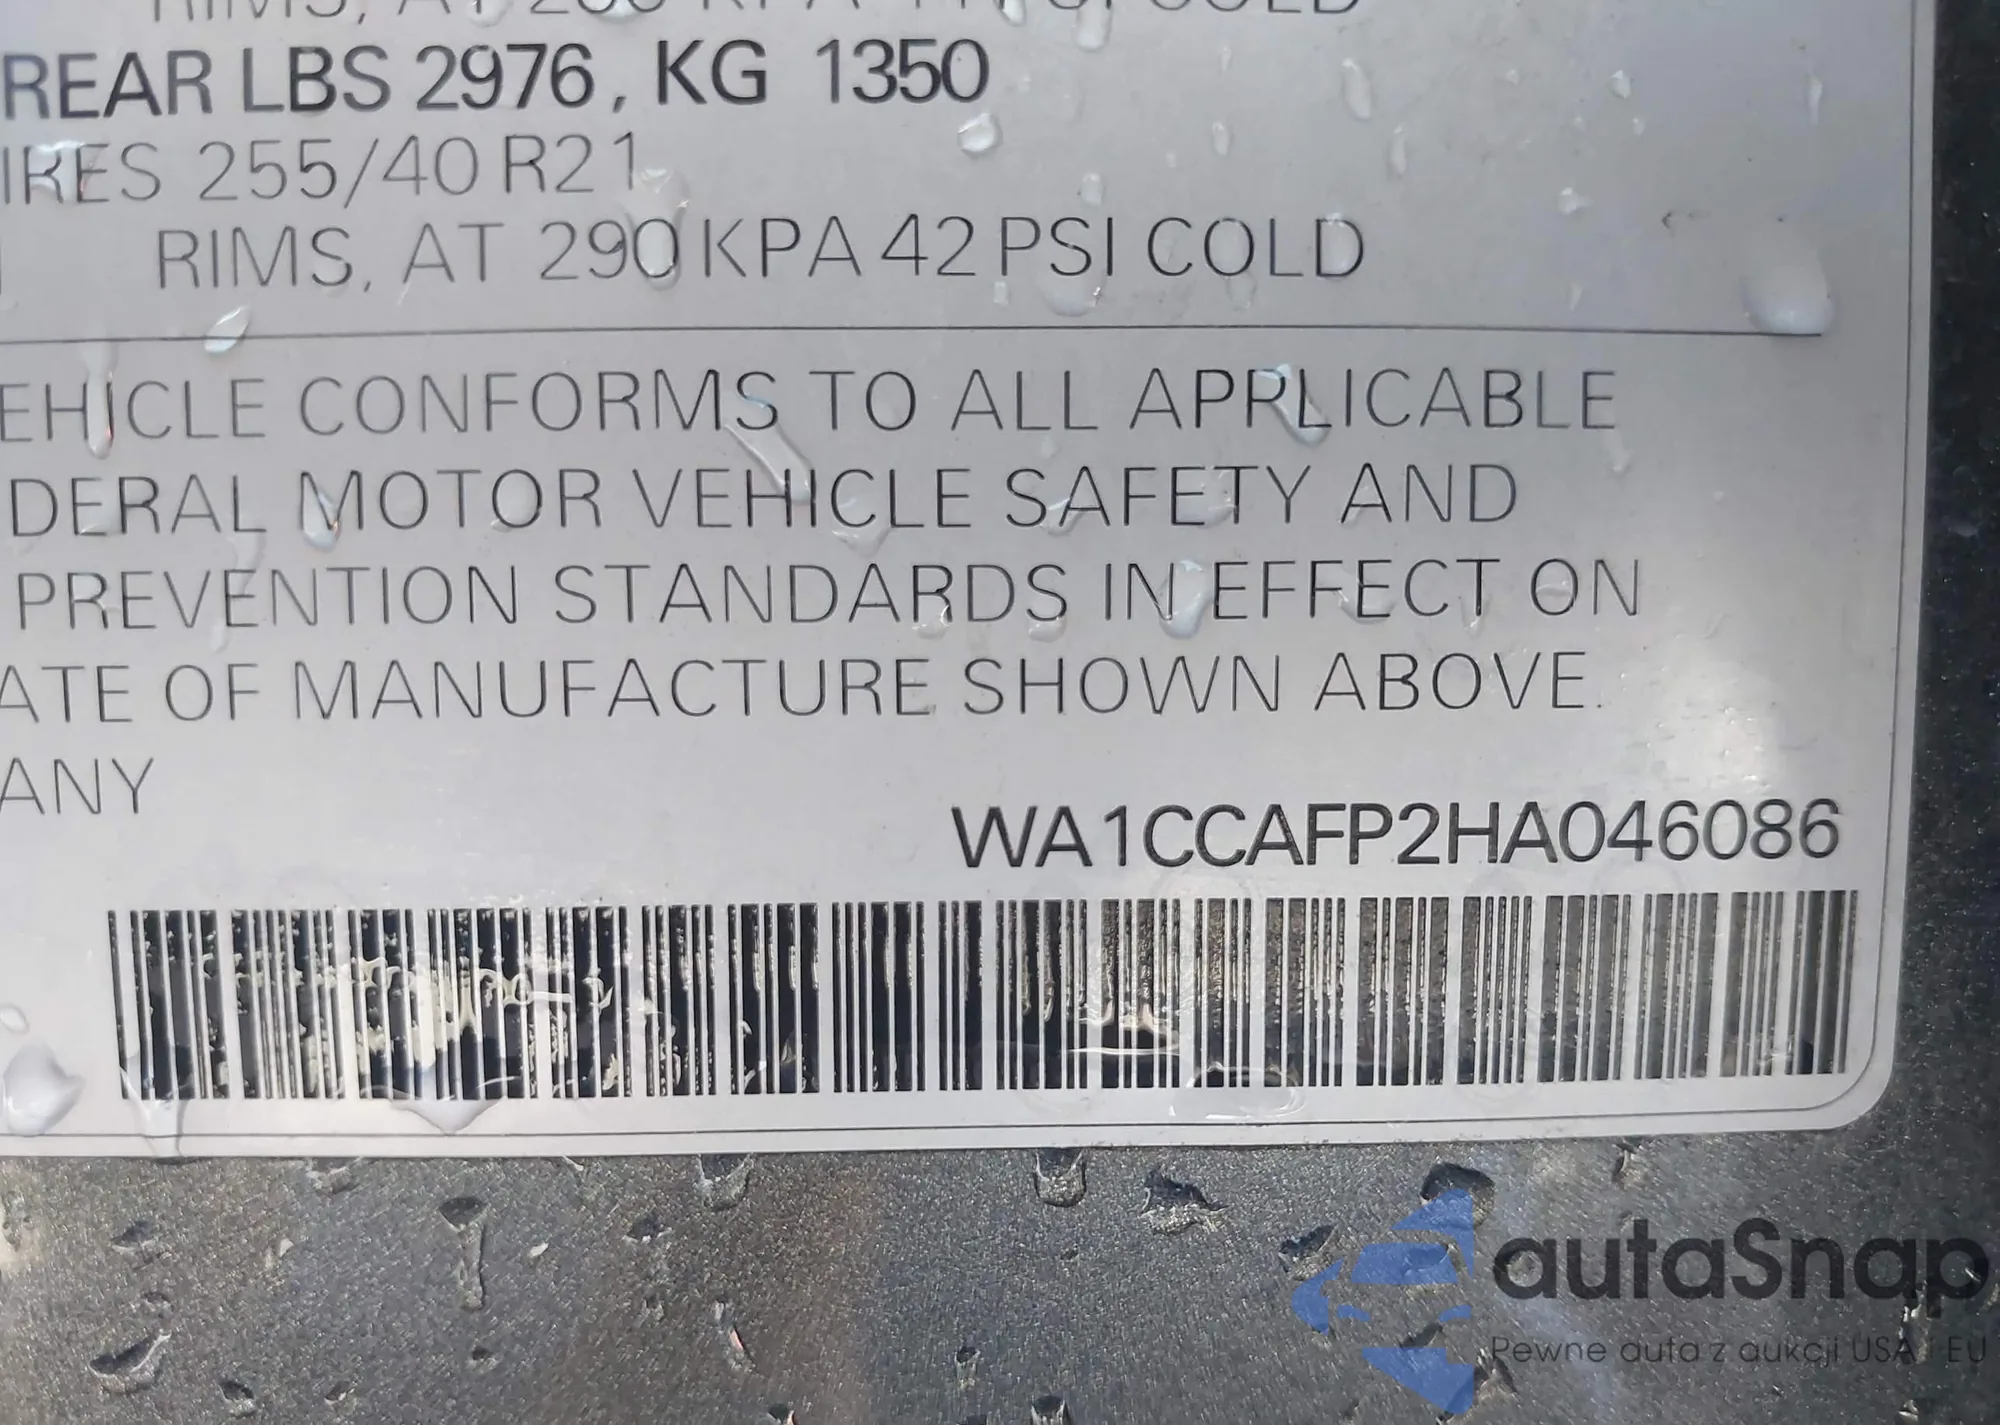 REAR LBS 2976, KG 1350
IRES 255/40 R21
RIMS, AT 290 KPA 42 PSI COLD
EHICLE CONFORMS TO ALL APPLICABLE
DERAL MOTOR VEHICLE SAFETY AND
PREVENTION STANDARDS IN EFFECT ON
ATE OF MANUFACTURE SHOWN ABOVE.
ANY
WA1CCAFP2HA046086
autaSnap
Pewne auta z aukcji USA i EU